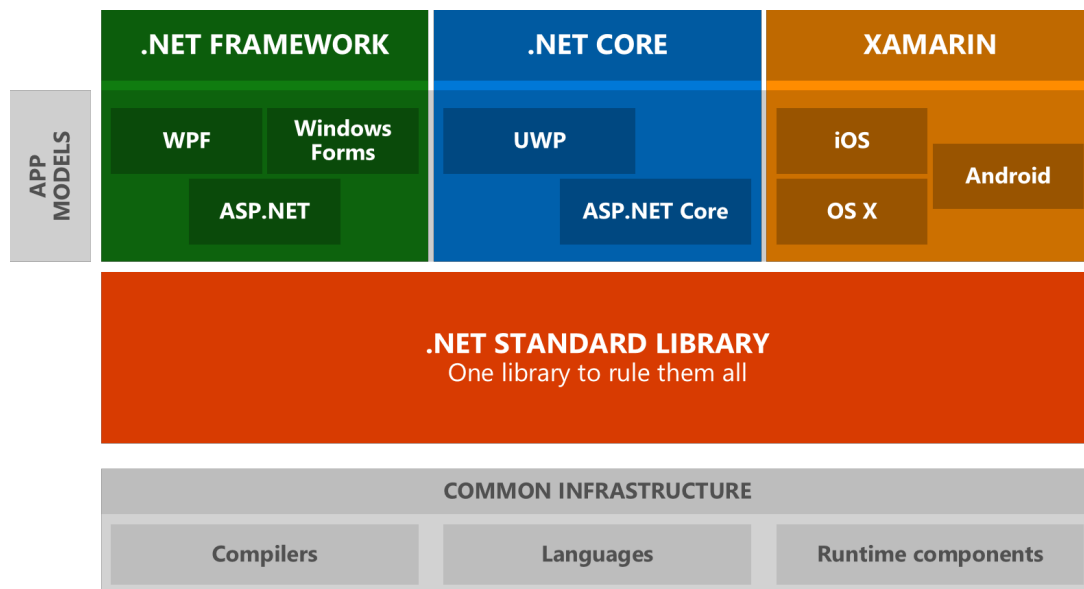 .NET FRAMEWORK
.NET CORE
XAMARIN
APP
MODELS
WPF
Windows
Forms
ASP.NET
UWP
ASP.NET Core
iOS
OS X
Android
.NET STANDARD LIBRARY
One library to rule them all
COMMON INFRASTRUCTURE
Compilers
Languages
Runtime components